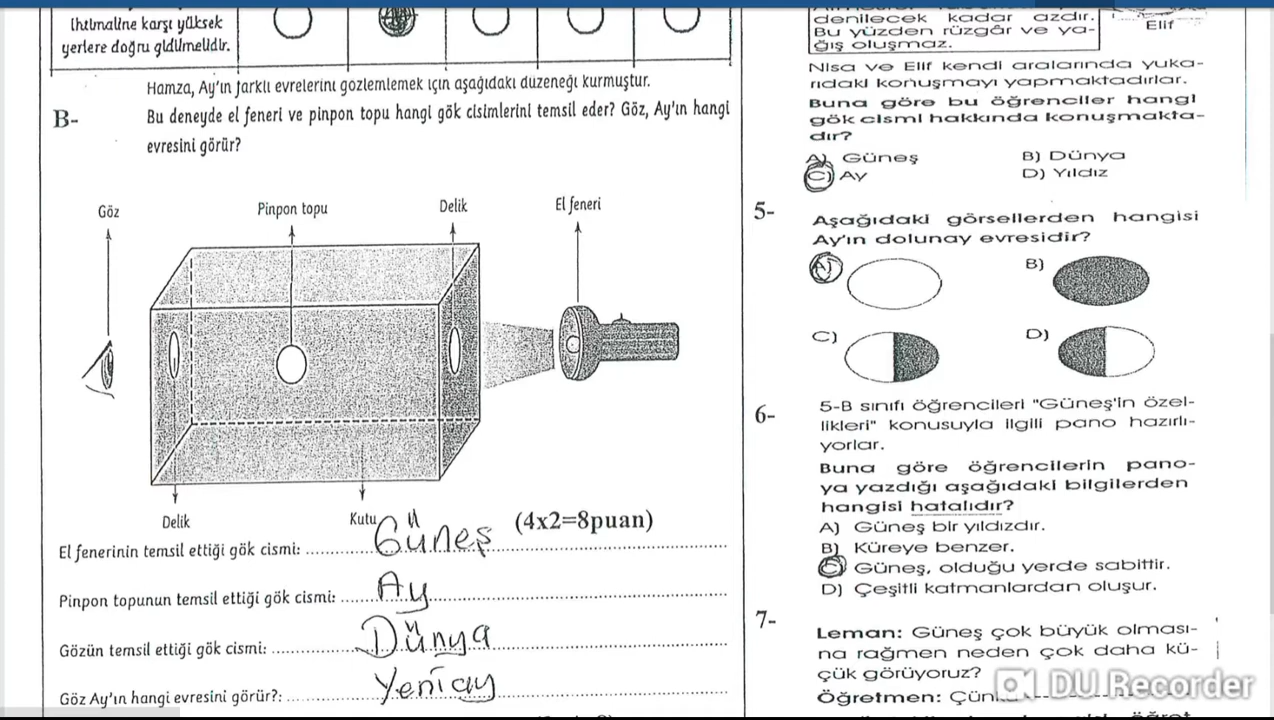 İhtimaline karşı yüksek
yerlere doğru gidilmelidir.
Hamza, Ay'ın farklı evrelerini gözlemlemek için aşağıdaki düzeneği kurmuştur.
B-
Bu deneyde el feneri ve pinpon topu hangi gök cisimlerini temsil eder? Göz, Ay'ın hangi
evresini görür?
Göz
Pinpon topu
Delik
El feneri
Delik
Kutu
(4x2=8puan)
El fenerinin temsil ettiği gök cismi: Güneş
Pinpon topunun temsil ettiği gök cismi: Ay
Gözün temsil ettiği gök cismi: Dünya
Göz Ay'ın hangi evresini görür?: Yeniay
denilecek kadar azdır.
Bu yüzden rüzgâr ve ya-
ğış oluşmaz.
Elif
Nisa ve Elif kendi aralarında yuka-
rıdaki konuşmayı yapmaktadırlar.
Buna göre bu öğrenciler hangi
gök cismi hakkında konuşmakta-
dır?
A) Güneş B) Dünya
C) Ay D) Yıldız
5-
Aşağıdaki görsellerden hangisi
Ay'ın dolunay evresidir?
A) B)
C) D)
6-
5-B sınıfı öğrencileri "Güneş'in özel-
likleri" konusuyla ilgili pano hazırlı-
yorlar.
Buna göre öğrencilerin pano-
ya yazdığı aşağıdaki bilgilerden
hangisi hatalıdır?
A) Güneş bir yıldızdır.
B) Küreye benzer.
C) Güneş, olduğu yerde sabittir.
D) Çeşitli katmanlardan oluşur.
7-
Leman: Güneş çok büyük olması-
na rağmen neden çok daha kü-
çük görüyoruz?
Öğretmen:
DU Recorder